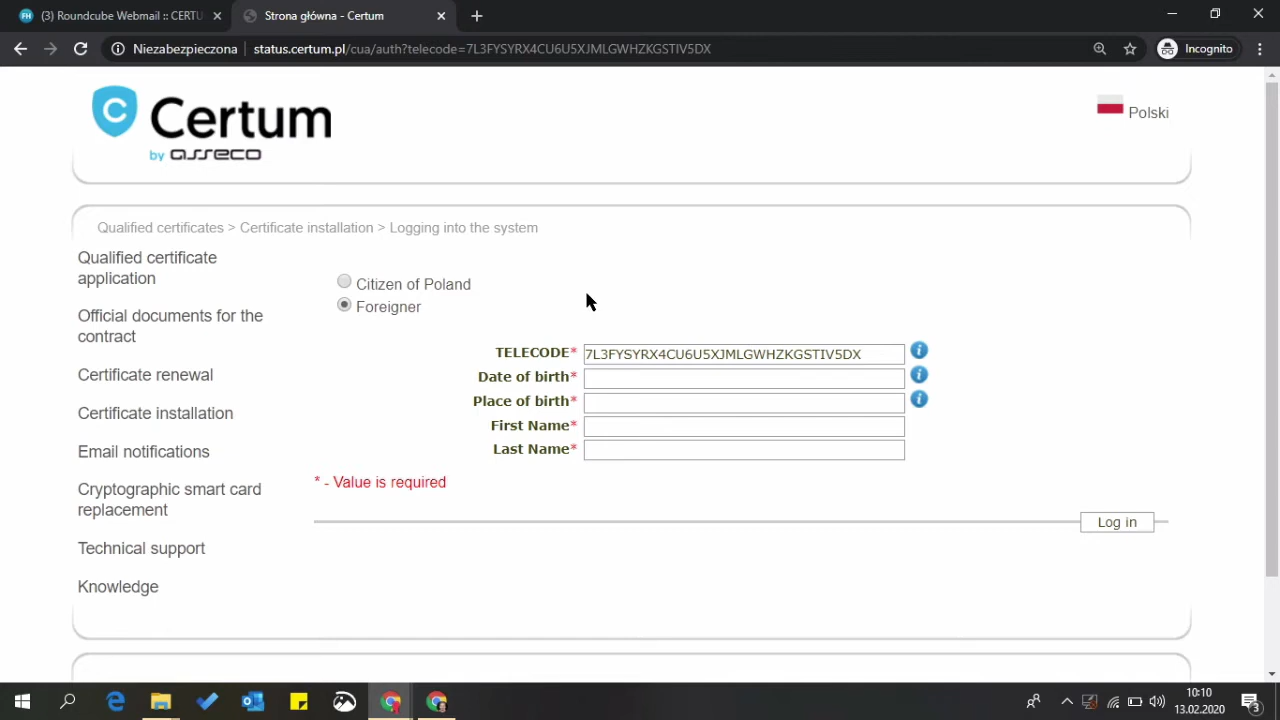 (3) Roundcube Webmail :: CERTU
Strona główna - Certum
Niezabezpieczona
status.certum.pl/cua/auth?telecode=7L3FYSYRX4CU6U5XJMLGWHZKGSTIV5DX
Incognito
Certum
by asseco
Polski
Qualified certificates > Certificate installation > Logging into the system
Qualified certificate
application
Official documents for the
contract
Certificate renewal
Certificate installation
Email notifications
Cryptographic smart card
replacement
Technical support
Knowledge
Citizen of Poland
Foreigner
TELECODE* 7L3FYSYRX4CU6U5XJMLGWHZKGSTIV5DX
Date of birth*
Place of birth*
First Name*
Last Name*
* - Value is required
Log in
10:10
13.02.2020
3